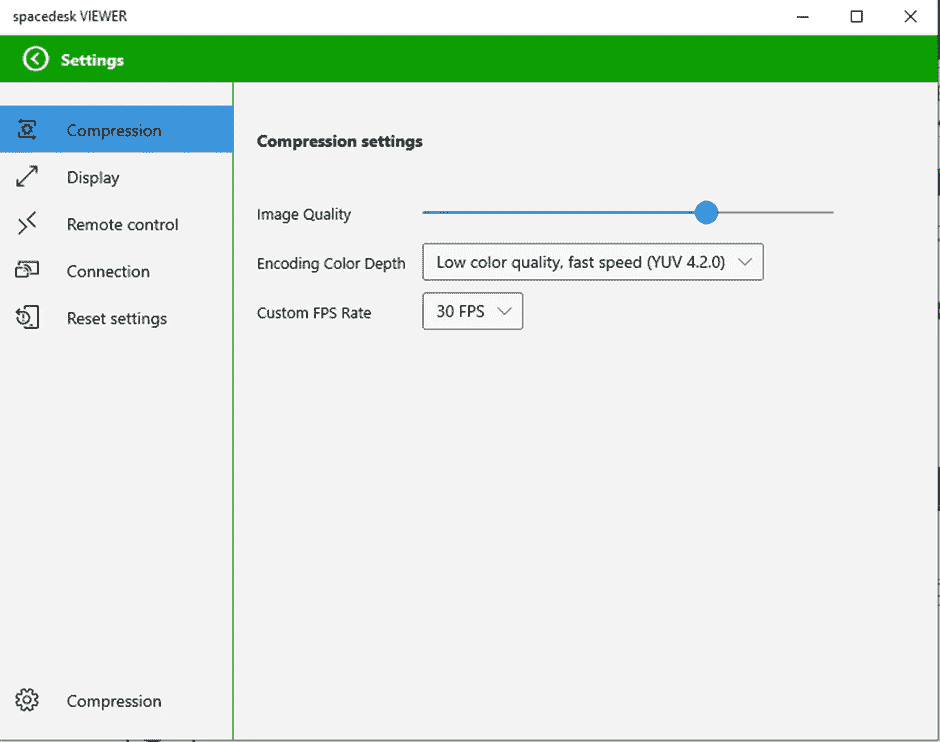 spacedesk VIEWER
Settings
Compression
Display
Remote control
Connection
Reset settings
Compression
Compression settings
Image Quality
Encoding Color Depth Low color quality, fast speed (YUV 4.2.0)
Custom FPS Rate 30 FPS